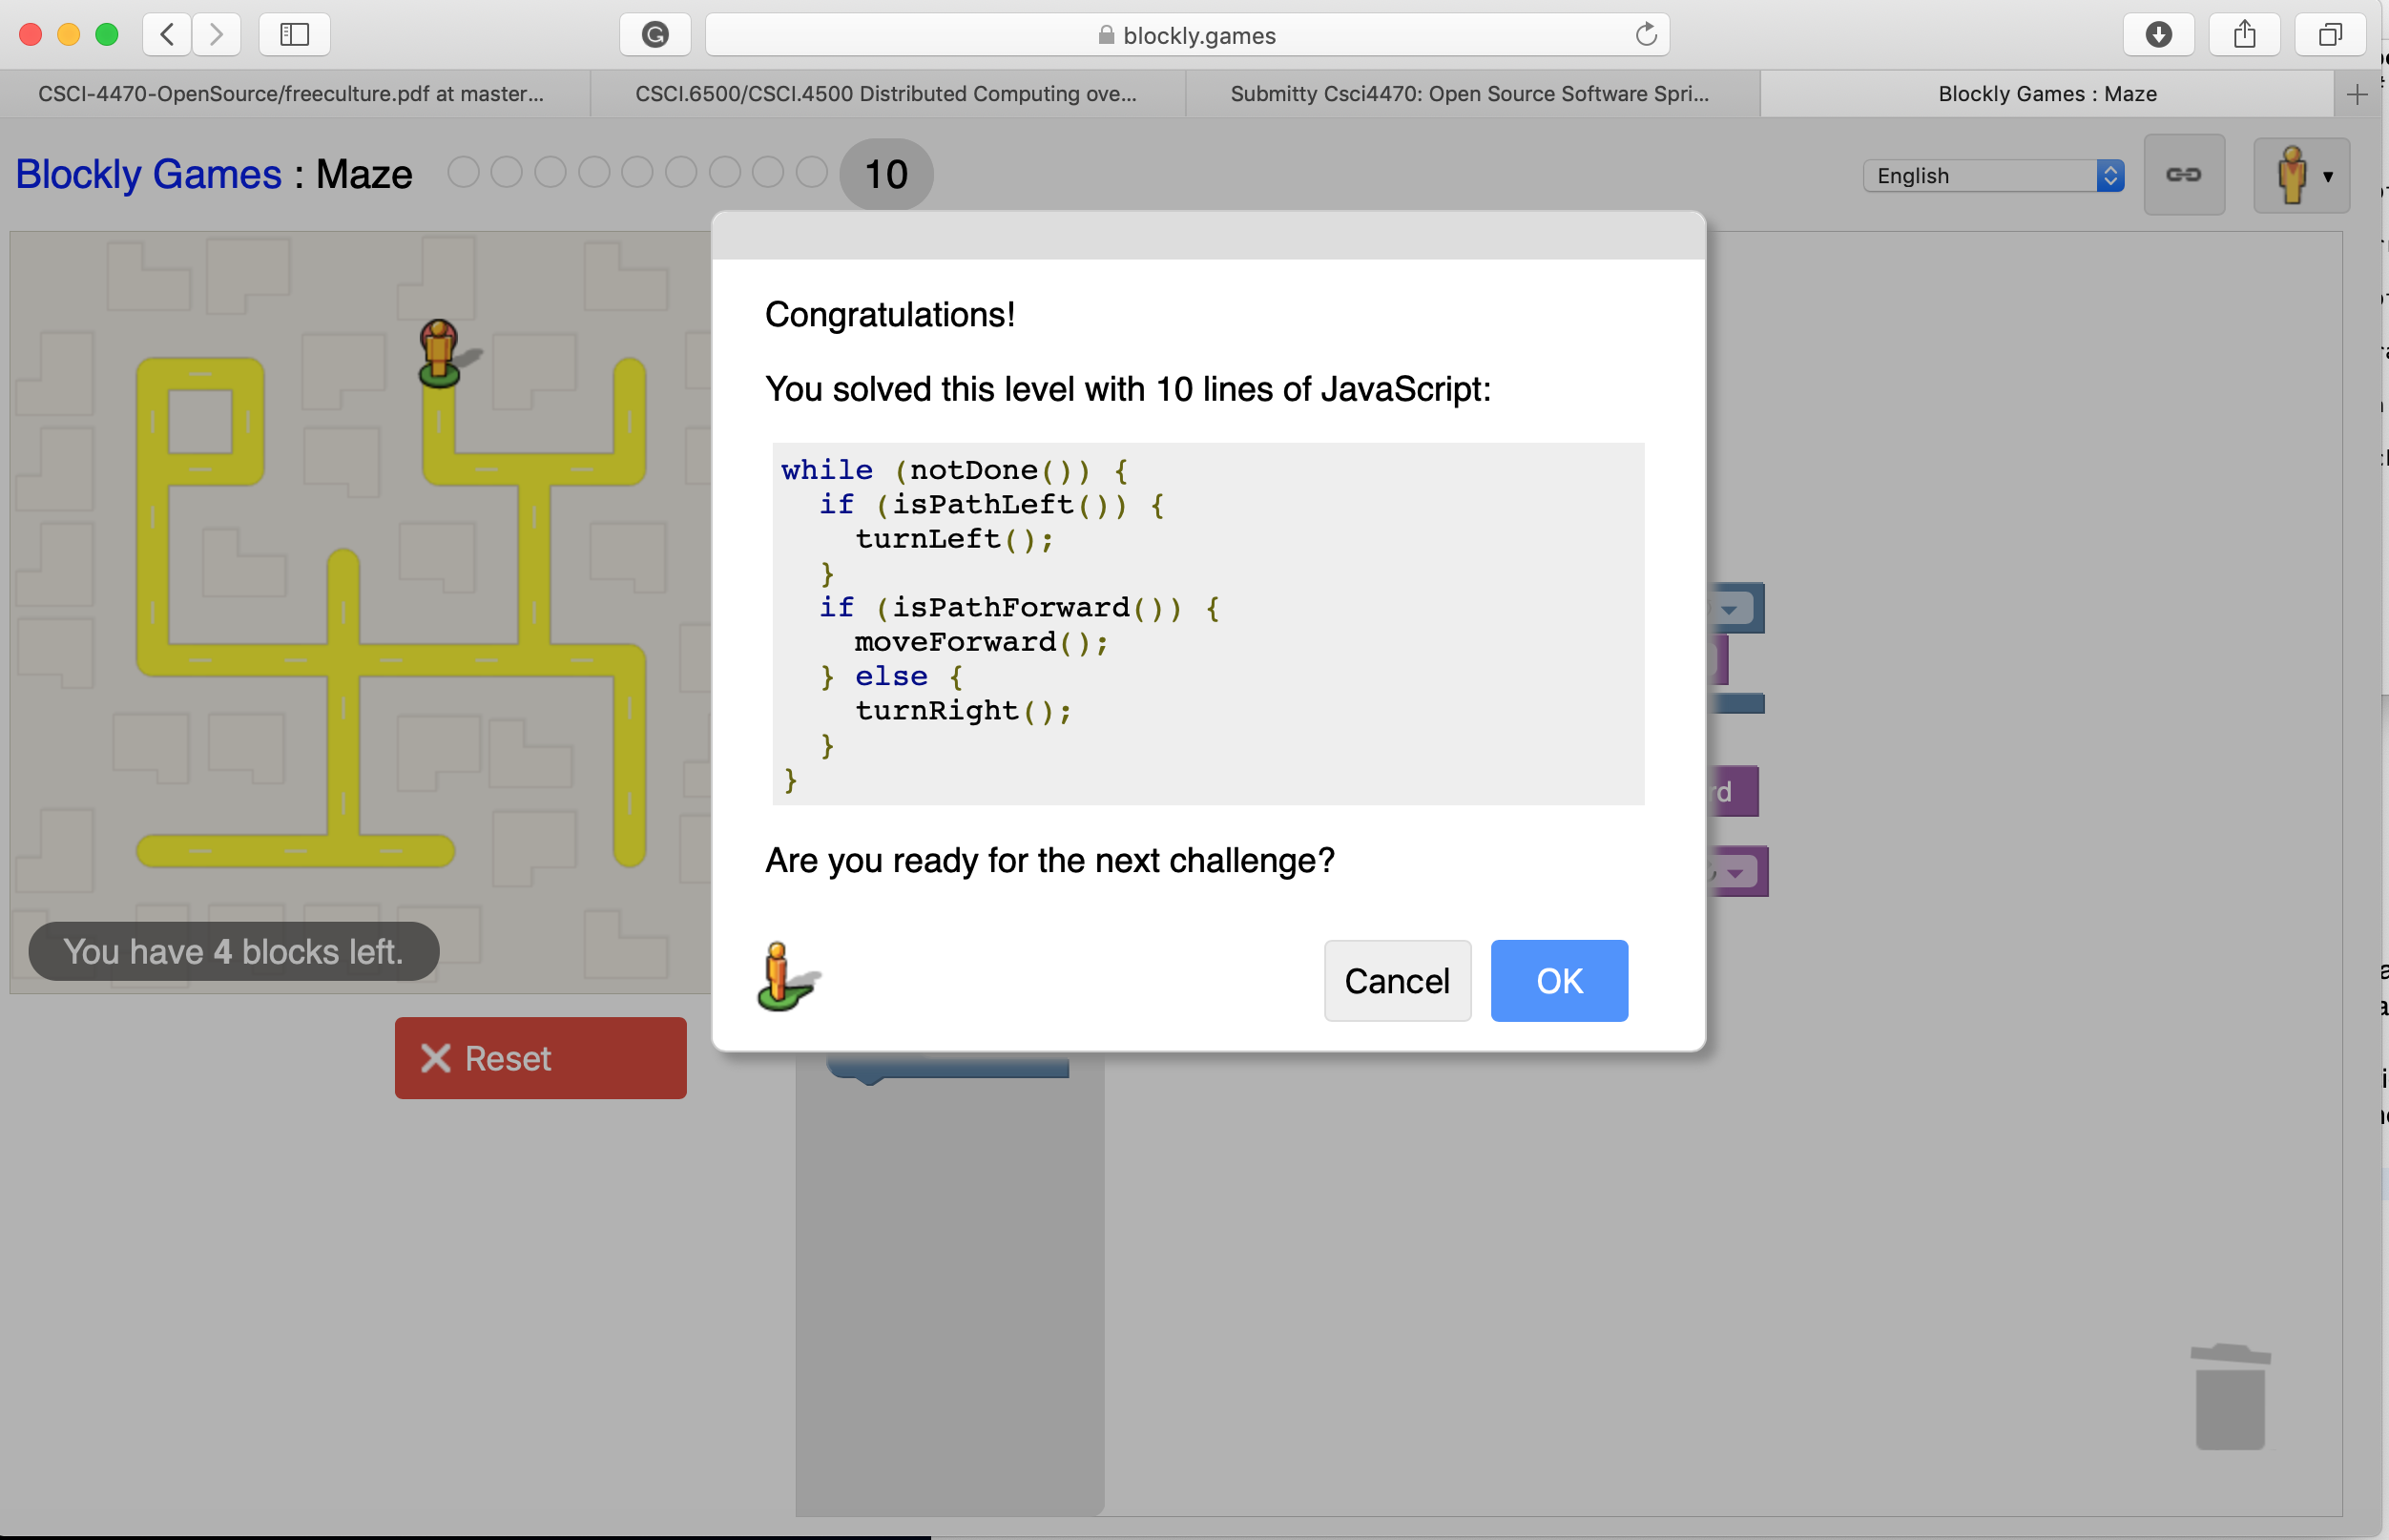 blockly.games
CSCI-4470-OpenSource/freeculture.pdf at master...
CSCI.6500/CSCI.4500 Distributed Computing ove...
Submitty Csci4470: Open Source Software Spri...
Blockly Games : Maze
Blockly Games : Maze
10
English
Congratulations!
You solved this level with 10 lines of JavaScript:
while (notDone()) {
if (isPathLeft()) {
turnLeft();
}
if (isPathForward()) {
moveForward();
} else {
turnRight();
}
}
Are you ready for the next challenge?
Cancel
OK
You have 4 blocks left.
Reset